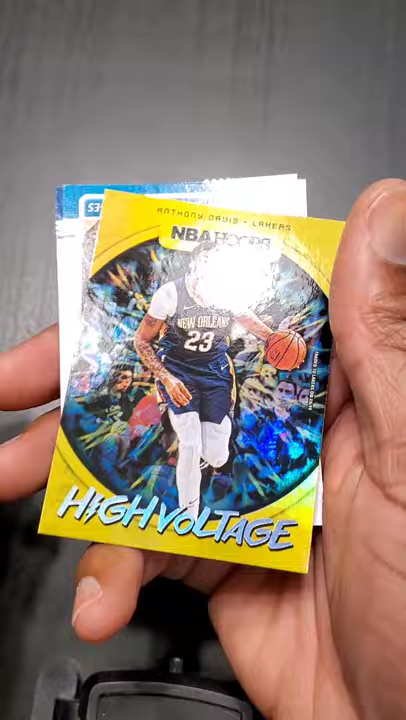 ANTHONY DAVIS - LAKERS
NBA HOOPS
NEW ORLEANS
23
HIGH VOLTAGE